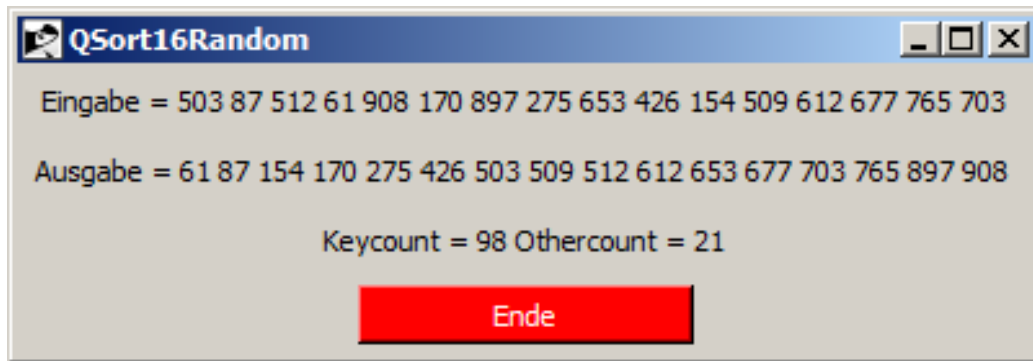 QSort16Random
Eingabe = 503 87 512 61 908 170 897 275 653 426 154 509 612 677 765 703
Ausgabe = 61 87 154 170 275 426 503 509 512 612 653 677 703 765 897 908
Keycount = 98 Othercount = 21
Ende